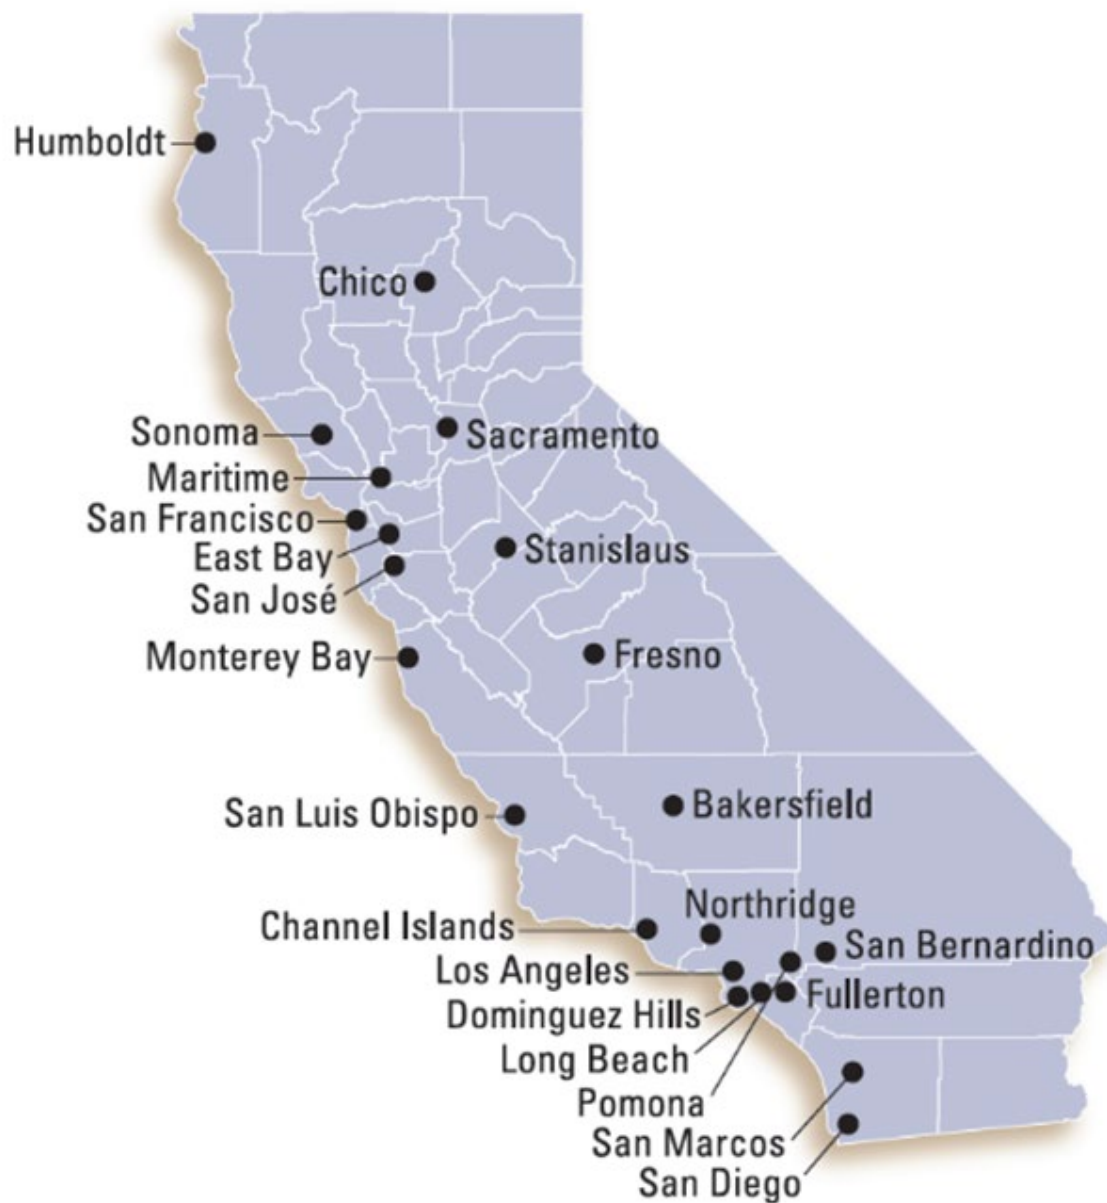 Humboldt
Chico
Sonoma
Sacramento
Maritime
San Francisco
East Bay
Stanislaus
San José
Monterey Bay
Fresno
San Luis Obispo
Bakersfield
Northridge
Channel Islands
San Bernardino
Los Angeles
Fullerton
Dominguez Hills
Long Beach
Pomona
San Marcos
San Diego